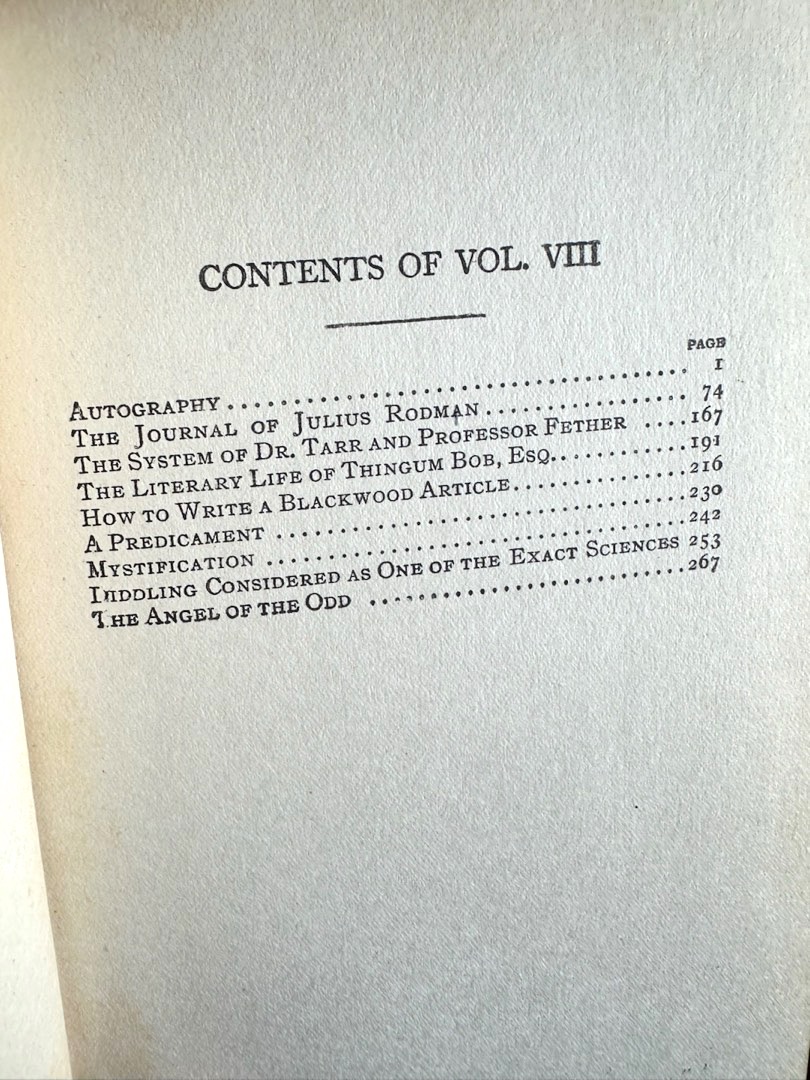 CONTENTS OF VOL. VIII
PAGE
AUTOGRAPHY........................................ 1
THE JOURNAL OF JULIUS RODMAN.................. 74
THE SYSTEM OF DR. TARR AND PROFESSOR FETHER ....167
THE LITERARY LIFE OF THINGUM BOB, ESQ............191
HOW TO WRITE A BLACKWOOD ARTICLE................216
A PREDICAMENT ....................................230
MYSTIFICATION ....................................242
DIDDLING CONSIDERED AS ONE OF THE EXACT SCIENCES 253
THE ANGEL OF THE ODD ............................267